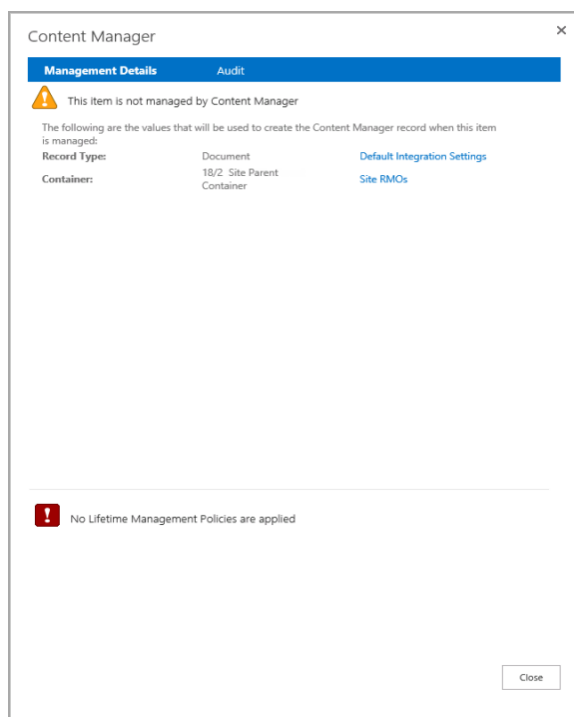 Content Manager
Management Details Audit
This item is not managed by Content Manager
The following are the values that will be used to create the Content Manager record when this item
is managed:
Record Type: Document Default Integration Settings
Container: 18/2 Site Parent Site RMOs
Container
No Lifetime Management Policies are applied
Close